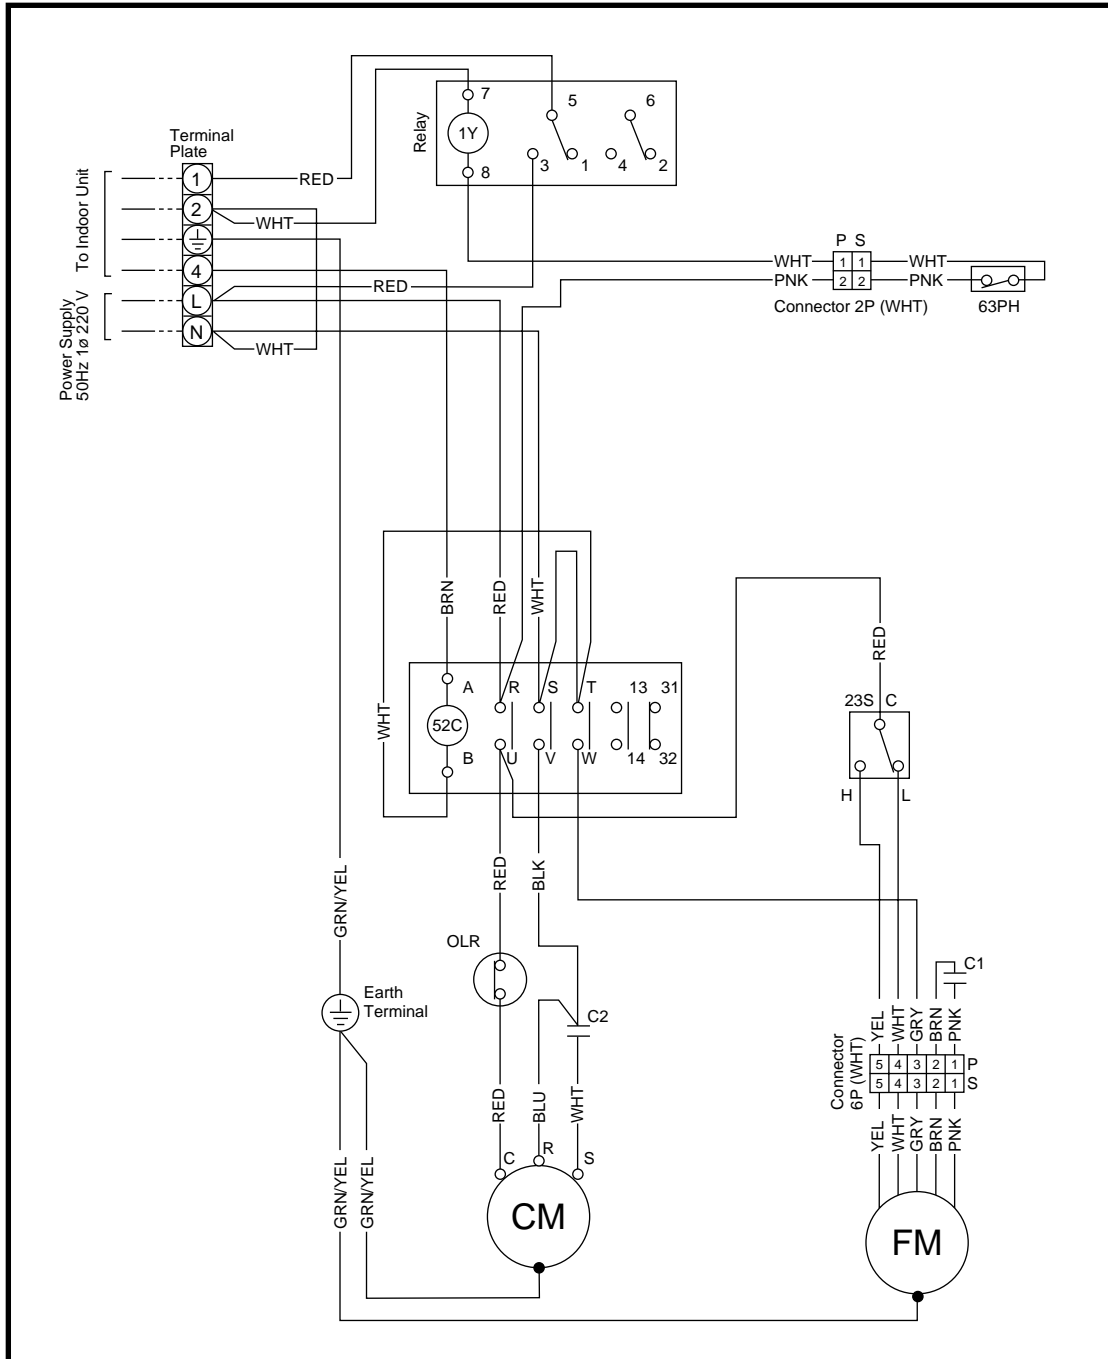 7
5
6
1Y
Relay
8
3
1
4
2
Terminal
Plate
1
2
4
L
N
To Indoor Unit
Power Supply
50Hz 1ø 220 V
RED
WHT
RED
WHT
P S
WHT 1 1 WHT
PNK 2 2 PNK
Connector 2P (WHT)
63PH
BRN
RED
WHT
WHT
RED
A
R
S
T
13
31
52C
B
U
V
W
14
32
23S
C
H
L
RED
BLK
GRN/YEL
OLR
Earth
Terminal
C2
C1
YEL
WHT
GRY
BRN
PNK
Connector
6P (WHT)
5 4 3 2 1 P
5 4 3 2 1 S
YEL
WHT
GRY
BRN
PNK
RED
BLU
WHT
C
R
S
GRN/YEL
GRN/YEL
CM
FM